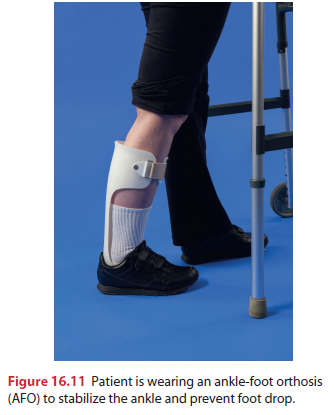 Figure 16.11 Patient is wearing an ankle-foot orthosis
(AFO) to stabilize the ankle and prevent foot drop.